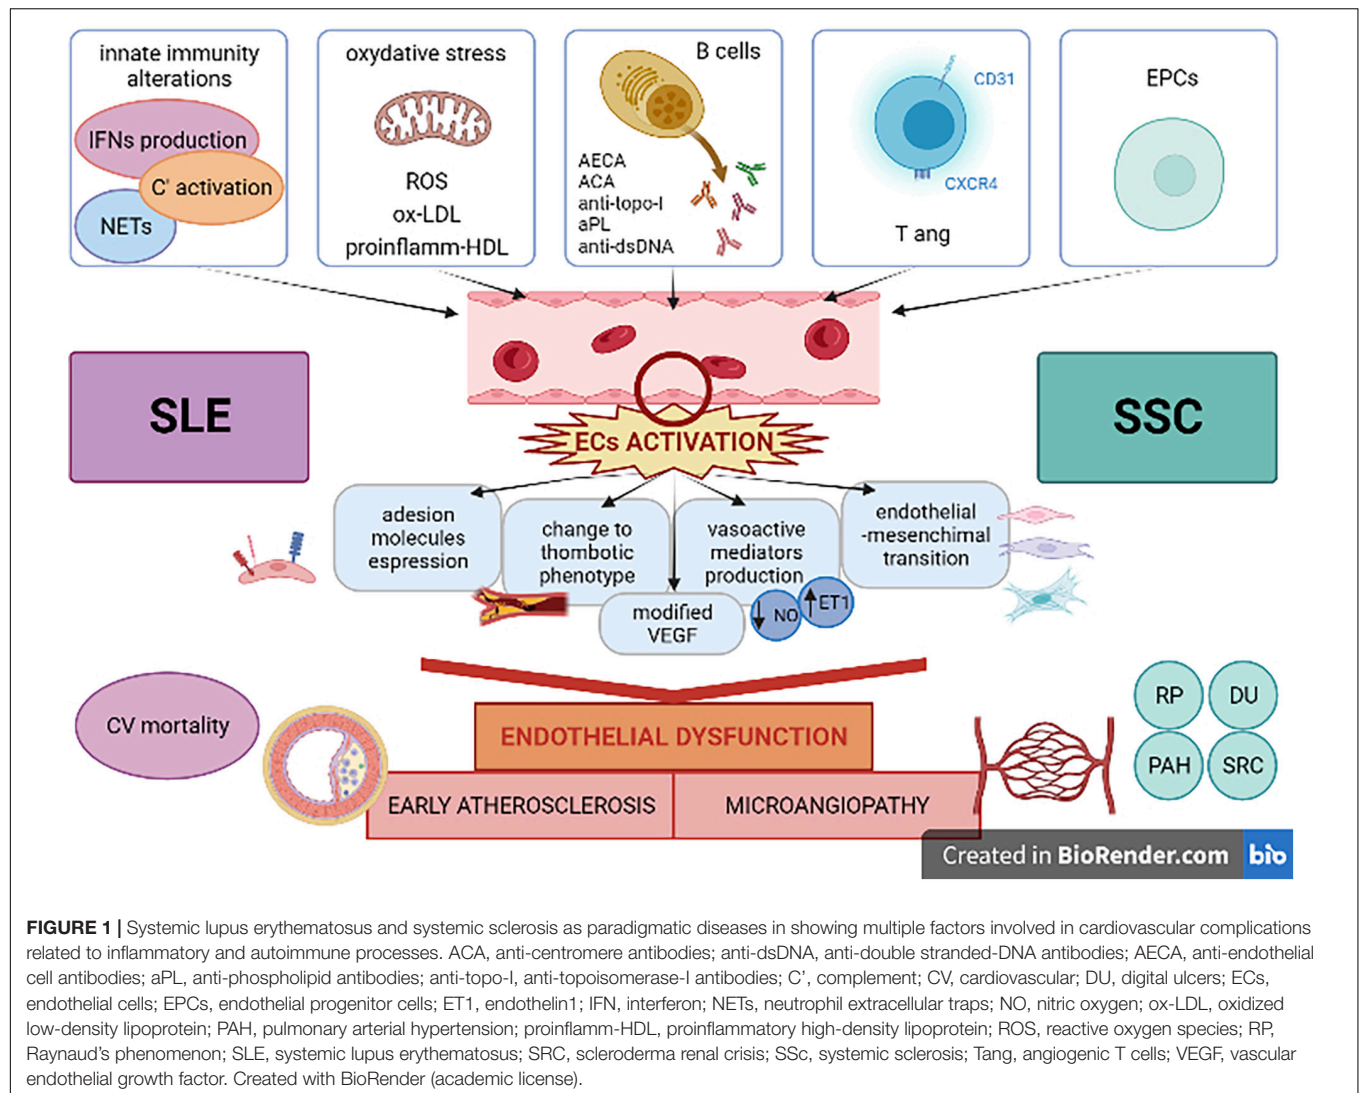 innate immunity
alterations
IFNs production
C' activation
NETs
oxydative stress
ROS
ox-LDL
proinflamm-HDL
B cells
AECA
ACA
anti-topo-I
aPL
anti-dsDNA
CD31
CXCR4
T ang
EPCs
SLE
SSC
ECs ACTIVATION
adesion
molecules
espression
change to
thombotic
phenotype
vasoactive
mediators
production
endothelial
-mesenchimal
transition
modified
VEGF
NO
ET1
CV mortality
ENDOTHELIAL DYSFUNCTION
EARLY ATHEROSCLEROSIS
MICROANGIOPATHY
RP
DU
PAH
SRC
Created in BioRender.com bio
FIGURE 1 | Systemic lupus erythematosus and systemic sclerosis as paradigmatic diseases in showing multiple factors involved in cardiovascular complications
related to inflammatory and autoimmune processes. ACA, anti-centromere antibodies; anti-dsDNA, anti-double stranded-DNA antibodies; AECA, anti-endothelial
cell antibodies; aPL, anti-phospholipid antibodies; anti-topo-I, anti-topoisomerase-I antibodies; C', complement; CV, cardiovascular; DU, digital ulcers; ECs,
endothelial cells; EPCs, endothelial progenitor cells; ET1, endothelin1; IFN, interferon; NETs, neutrophil extracellular traps; NO, nitric oxygen; ox-LDL, oxidized
low-density lipoprotein; PAH, pulmonary arterial hypertension; proinflamm-HDL, proinflammatory high-density lipoprotein; ROS, reactive oxygen species; RP,
Raynaud's phenomenon; SLE, systemic lupus erythematosus; SRC, scleroderma renal crisis; SSc, systemic sclerosis; Tang, angiogenic T cells; VEGF, vascular
endothelial growth factor. Created with BioRender (academic license).